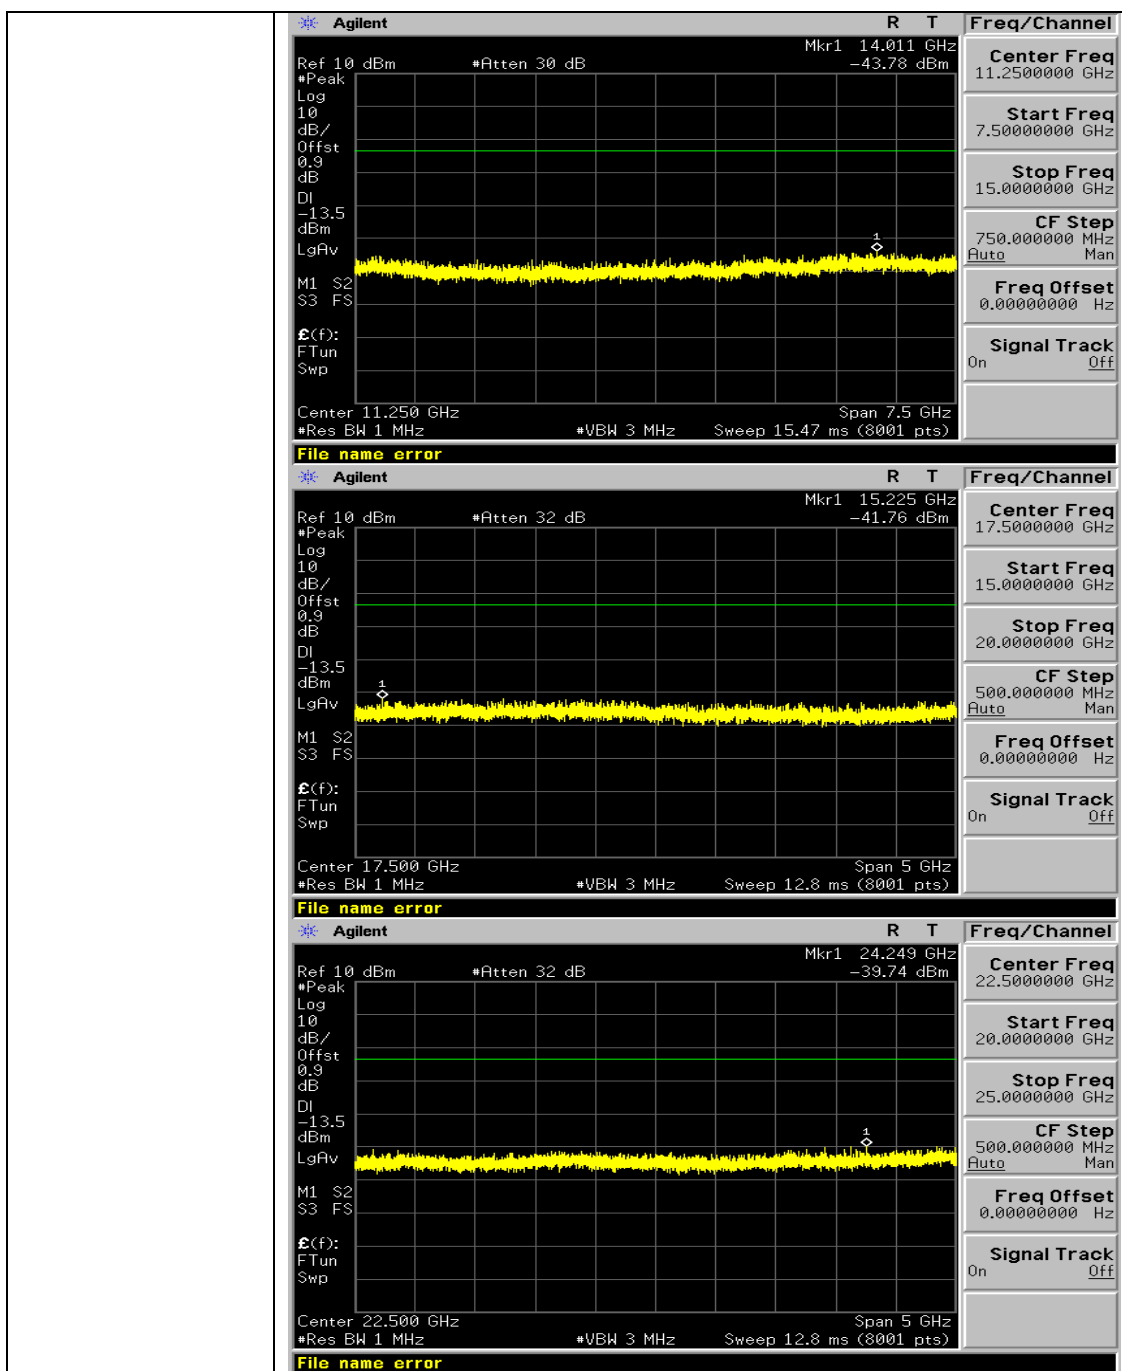 Agilent R T Freq/Channel
Mkr1 14.011 GHz
Ref 10 dBm #Atten 30 dB -43.78 dBm
#Peak
Log
10
dB/
Offst
0.9
dB
DI
-13.5
dBm
LgAv
M1 S2
S3 FS
£(f):
FTun
Swp
1
Center 11.250 GHz Span 7.5 GHz
#Res BW 1 MHz #VBW 3 MHz Sweep 15.47 ms (8001 pts)
Center Freq
11.2500000 GHz
Start Freq
7.50000000 GHz
Stop Freq
15.0000000 GHz
CF Step
750.000000 MHz
Auto Man
Freq Offset
0.00000000 Hz
Signal Track
On Off
File name error
Agilent R T Freq/Channel
Mkr1 15.225 GHz
Ref 10 dBm #Atten 32 dB -41.76 dBm
#Peak
Log
10
dB/
Offst
0.9
dB
DI
-13.5
dBm
LgAv
M1 S2
S3 FS
£(f):
FTun
Swp
1
Center 17.500 GHz Span 5 GHz
#Res BW 1 MHz #VBW 3 MHz Sweep 12.8 ms (8001 pts)
Center Freq
17.5000000 GHz
Start Freq
15.0000000 GHz
Stop Freq
20.0000000 GHz
CF Step
500.000000 MHz
Auto Man
Freq Offset
0.00000000 Hz
Signal Track
On Off
File name error
Agilent R T Freq/Channel
Mkr1 24.249 GHz
Ref 10 dBm #Atten 32 dB -39.74 dBm
#Peak
Log
10
dB/
Offst
0.9
dB
DI
-13.5
dBm
LgAv
M1 S2
S3 FS
£(f):
FTun
Swp
1
Center 22.500 GHz Span 5 GHz
#Res BW 1 MHz #VBW 3 MHz Sweep 12.8 ms (8001 pts)
Center Freq
22.5000000 GHz
Start Freq
20.0000000 GHz
Stop Freq
25.0000000 GHz
CF Step
500.000000 MHz
Auto Man
Freq Offset
0.00000000 Hz
Signal Track
On Off
File name error